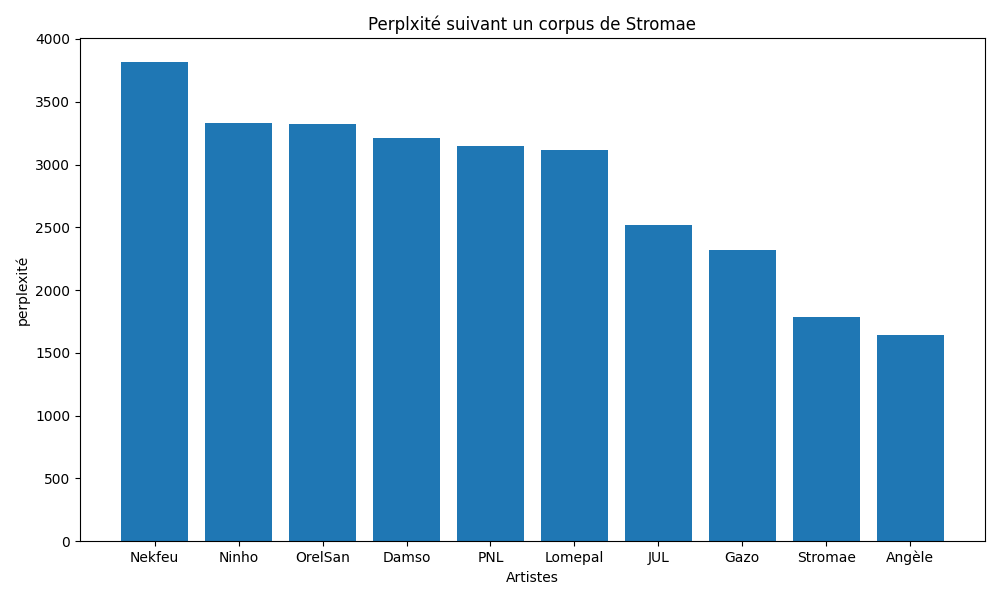 Perplxité suivant un corpus de Stromae
4000
3500
3000
2500
2000
1500
1000
500
0
perplexité
Nekfeu Ninho OrelSan Damso PNL Lomepal JUL Gazo Stromae Angèle
Artistes